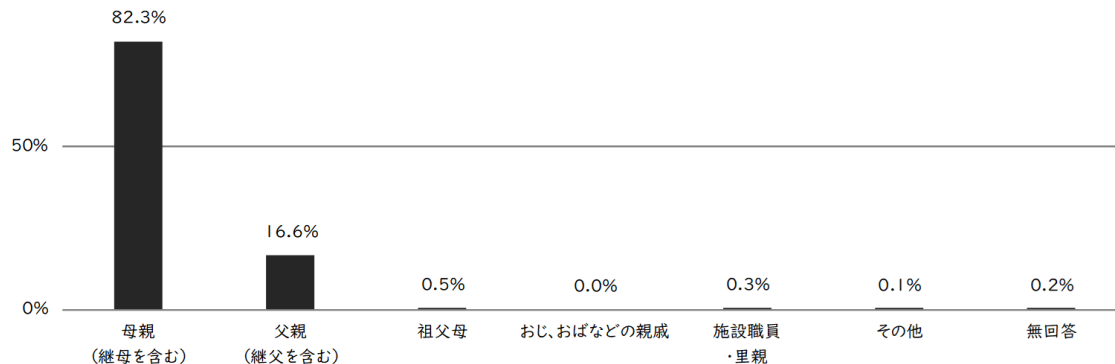 82.3%
50%
16.6%
0.5%
0.0%
0.3%
0.1%
0.2%
0%
母親
(継母を含む)
父親
(継父を含む)
祖父母
おじ、おばなどの親戚
施設職員
・里親
その他
無回答